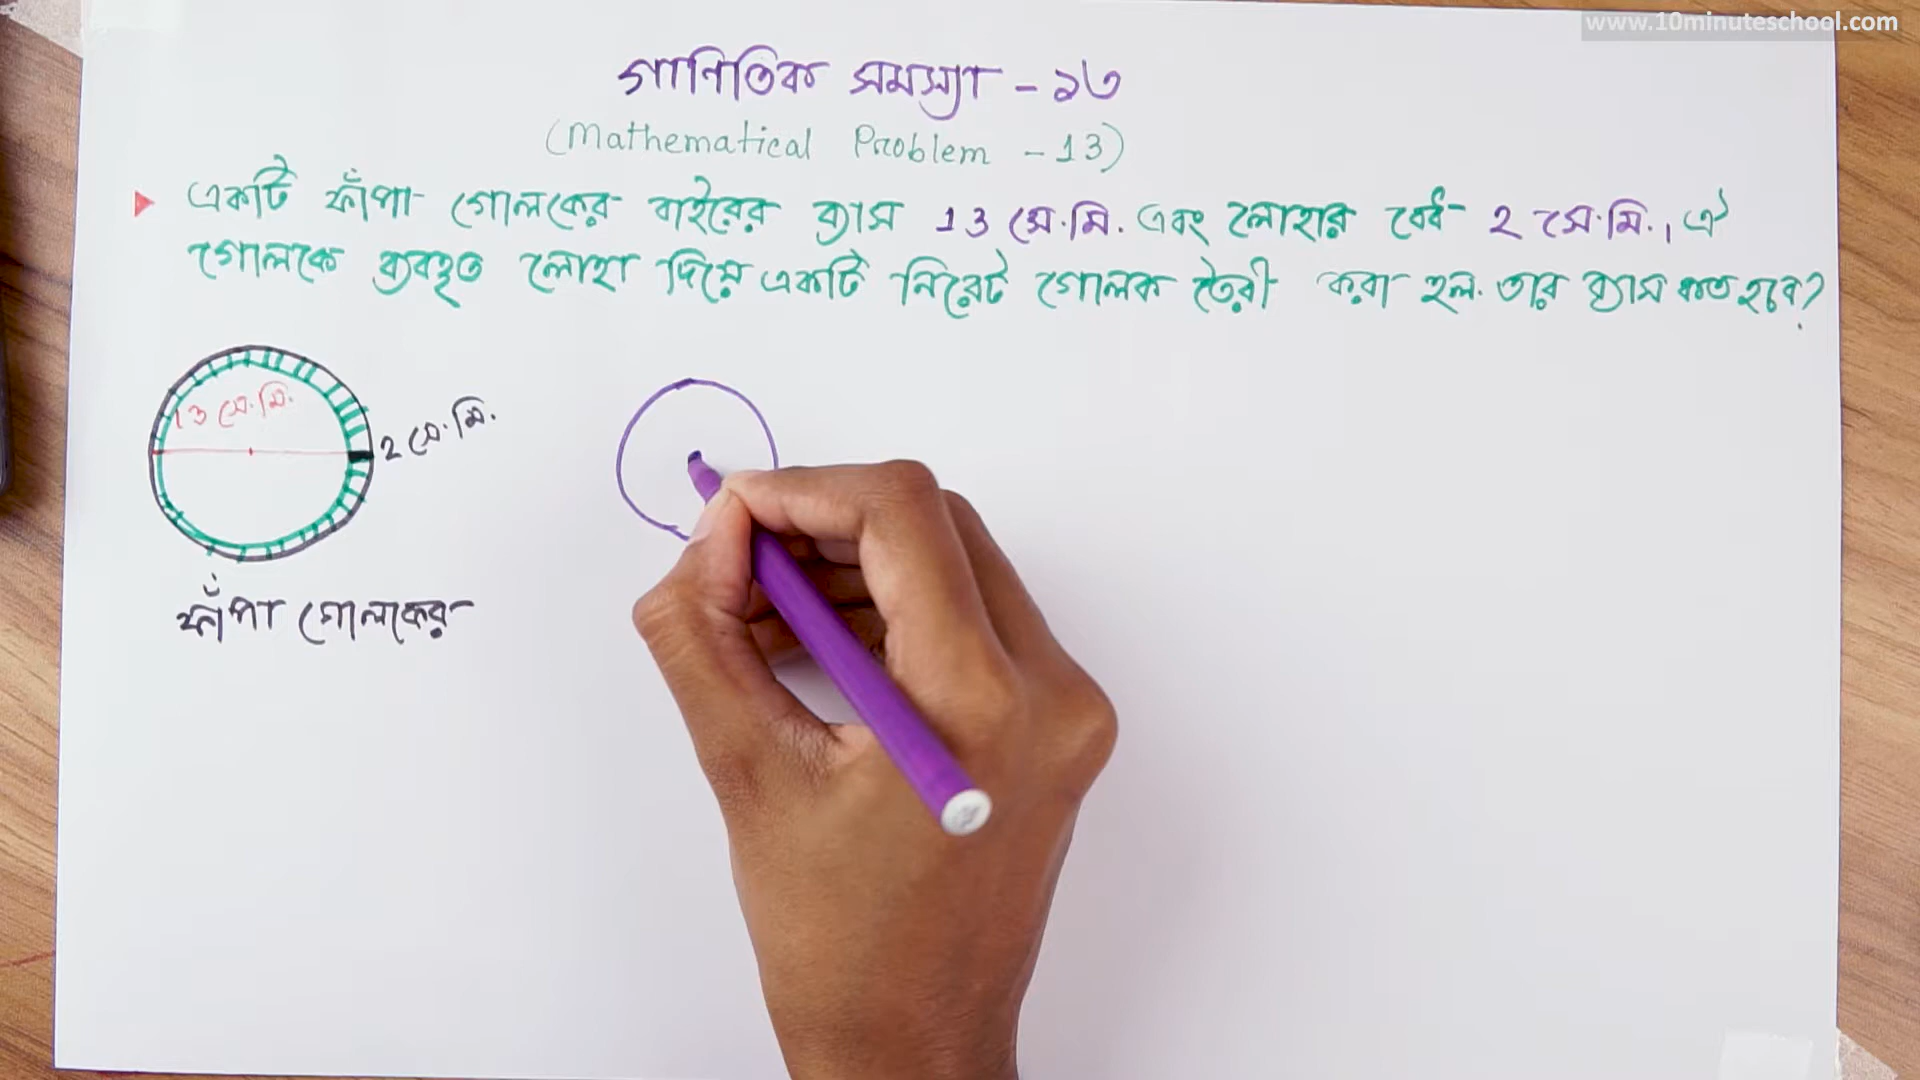 www.10minuteschool.com
গাণিতিক সমস্যা - ১৩
(Mathematical Problem - 13)
একটি ফাঁপা গোলকের বাইরের ব্যাস 13 সে.মি. এবং লোহার বেধ 2 সে.মি., ঐ
গোলকে ব্যবহৃত লোহা দিয়ে একটি নিরেট গোলক তৈরী করা হল. তার ব্যাস কত হবে?
13 সে.মি.
2 সে.মি.
ফাঁপা গোলকের